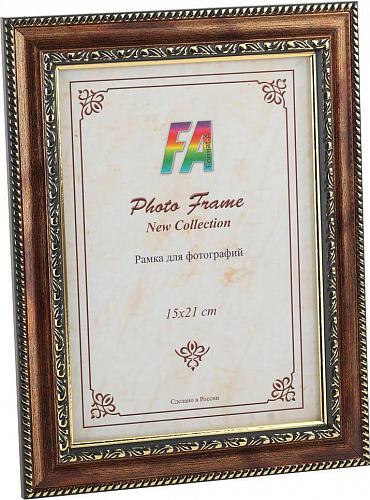 FA
Photo Frame
New Collection
Рамка для фотографий
15x21 cm
Сделано в России